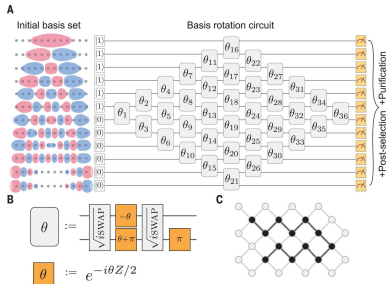 A
Initial basis set
Basis rotation circuit
|1⟩
|1⟩
|1⟩
|1⟩
|1⟩
|1⟩
|0⟩
|0⟩
|0⟩
|0⟩
|0⟩
|0⟩
θ1
θ2 θ3
θ4 θ5 θ6
θ7 θ8 θ9 θ10
θ11 θ12 θ13 θ14 θ15
θ16 θ17 θ18 θ19 θ20 θ21
θ22 θ23 θ24 θ25 θ26
θ27 θ28 θ29 θ30
θ31 θ32 θ33
θ34 θ35
θ36
+Post-selection +Purification
B
θ := √iSWAP −θ θ+π √iSWAP π
θ := e^{−iθZ/2}
C